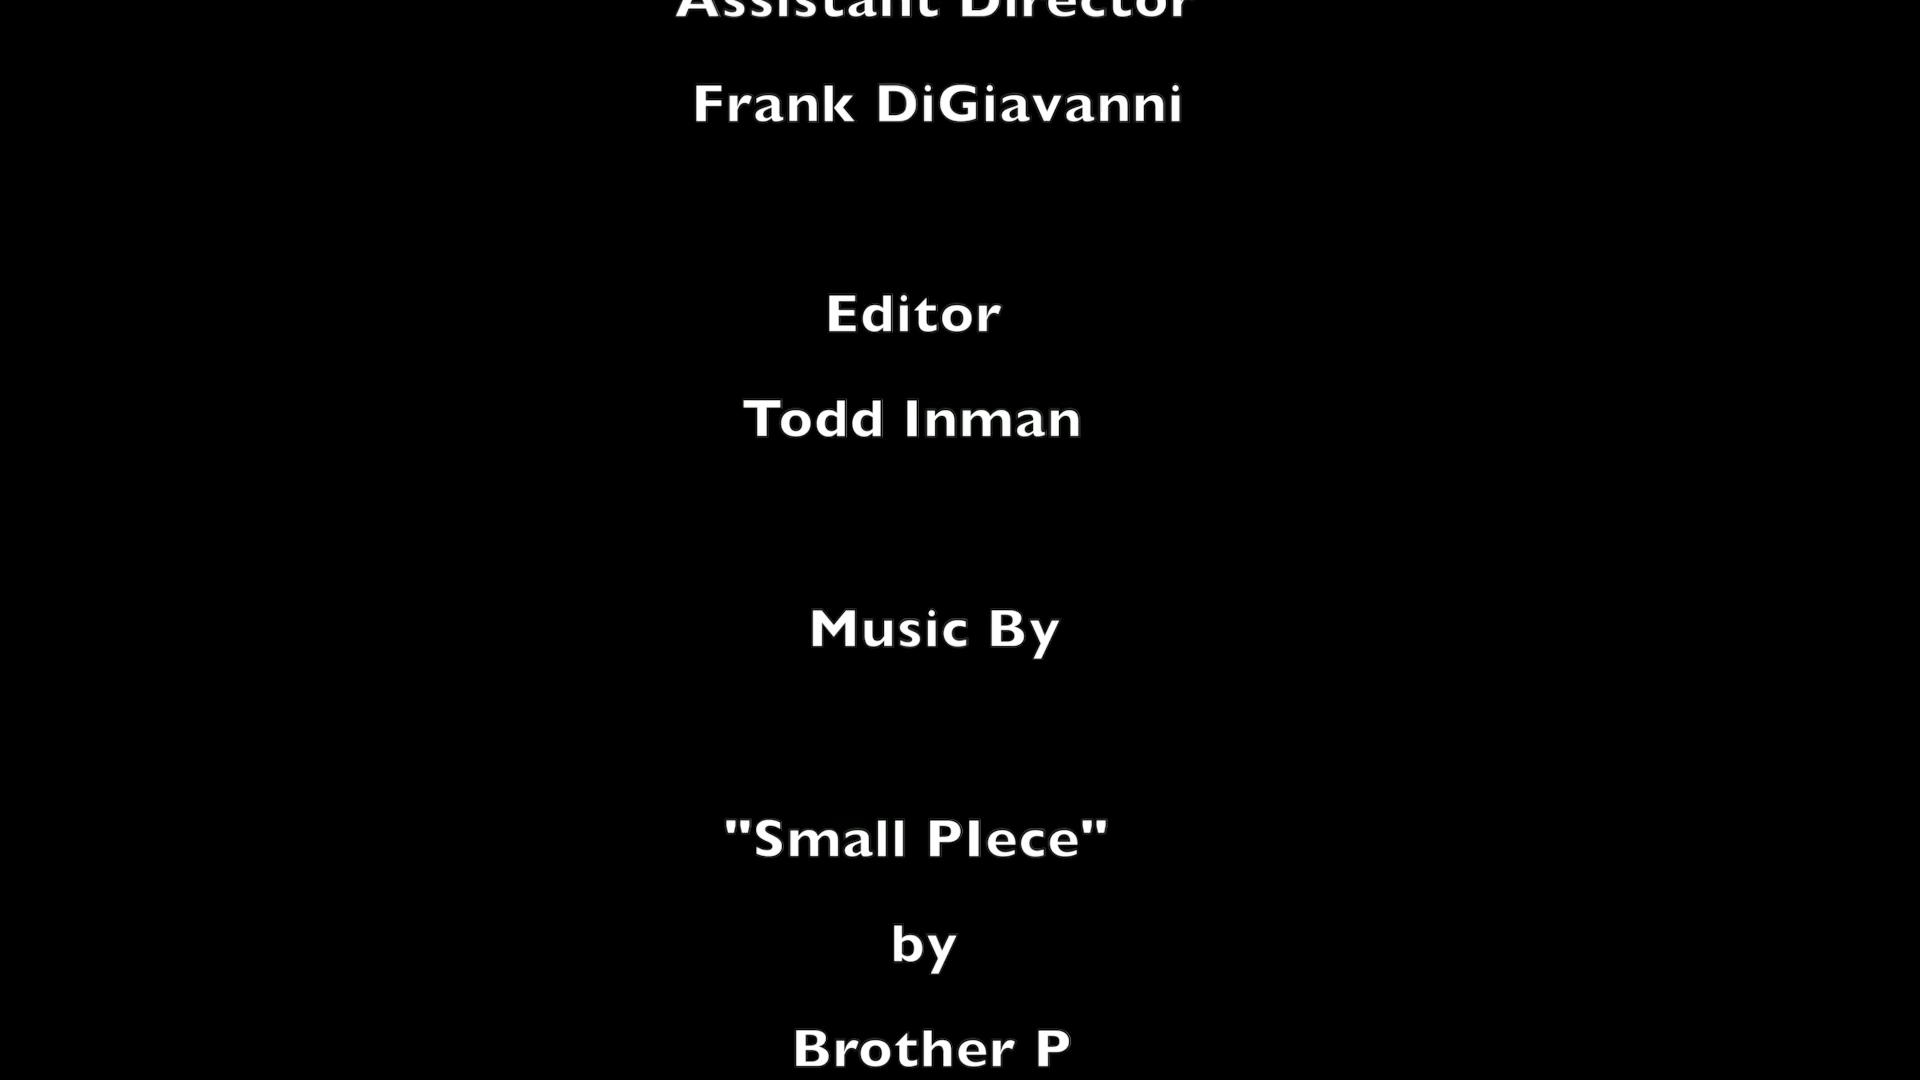 Assistant Director
Frank DiGiavanni
Editor
Todd Inman
Music By
"Small PIece"
by
Brother P